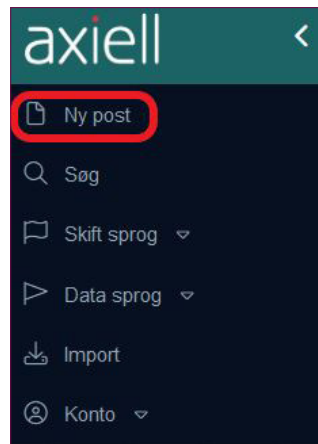 axiell
Ny post
Søg
Skift sprog
Data sprog
Import
Konto